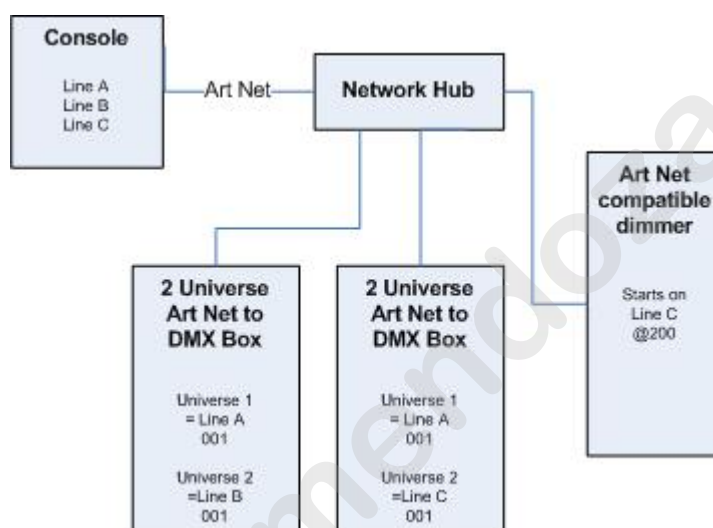 Console
Line A
Line B
Line C
Art Net
Network Hub
Art Net
compatible
dimmer
Starts on
Line C
@200
2 Universe
Art Net to
DMX Box
Universe 1
= Line A
001
Universe 2
=Line B
001
2 Universe
Art Net to
DMX Box
Universe 1
= Line A
001
Universe 2
=Line C
001
mendoza